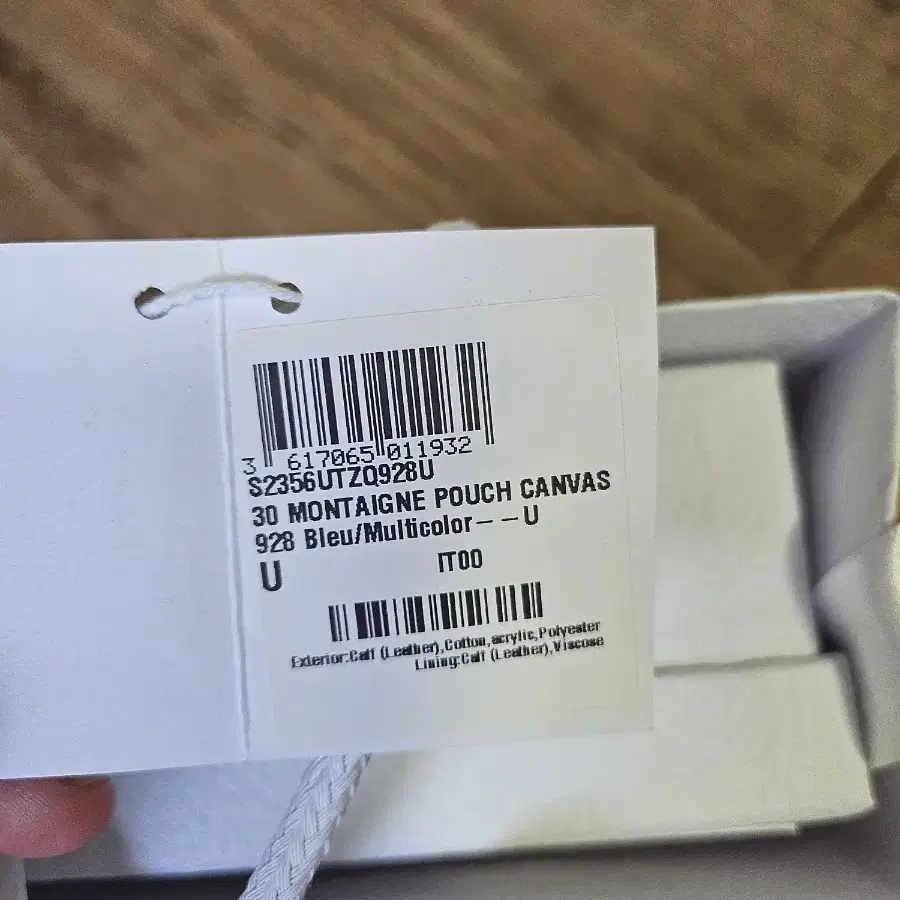 3 617065 011932
S2356UTZQ928U
30 MONTAIGNE POUCH CANVAS
928 Bleu/Multicolor- -U
U IT00
Exterior:Calf (Leather),Cotton,acrylic,Polyester
Lining:Calf (Leather),Viscose